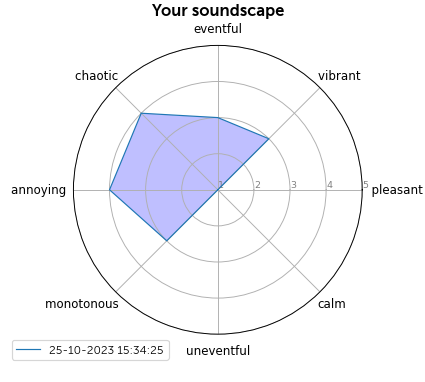 Your soundscape
eventful
chaotic
vibrant
annoying
1
2
3
4
5
pleasant
monotonous
calm
uneventful
25-10-2023 15:34:25